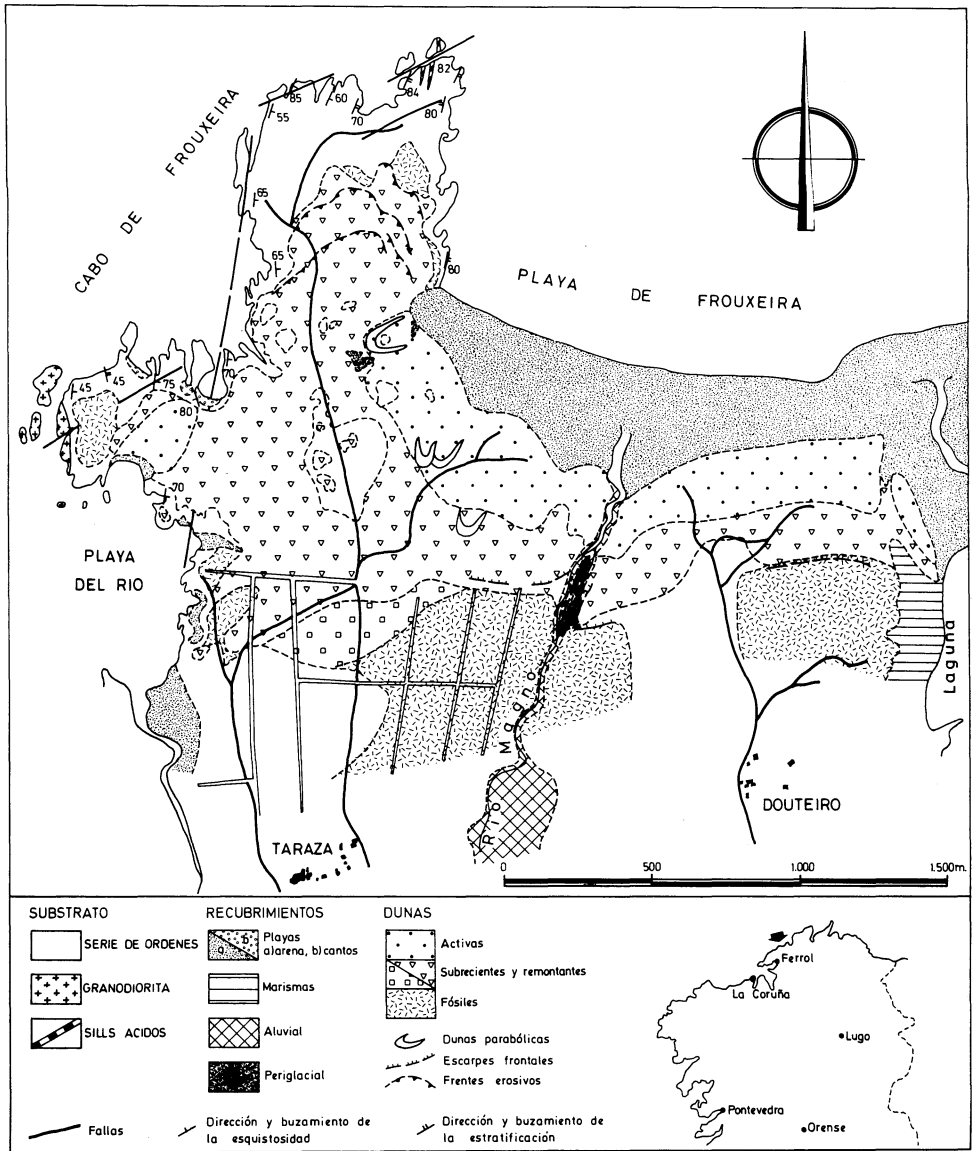 82
85
60
84
55
70
80
CABO DE FROUXEIRA
65
65
80
PLAYA DE FROUXEIRA
45
45
75
70
80
70
PLAYA
DEL RIO
Laguna
Rio Magno
DOUTEIRO
TARAZA
0 500 1.000 1.500m.
SUBSTRATO
SERIE DE ORDENES
GRANODIORITA
SILLS ACIDOS
Fallas
RECUBRIMIENTOS
a b
Playas
a)arena, b)cantos
Marismas
Aluvial
Periglacial
Dirección y buzamiento de
la esquistosidad
DUNAS
Activas
Subrecientes y remontantes
Fósiles
Dunas parabólicas
Escarpes frontales
Frentes erosivos
Dirección y buzamiento de
la estratificación
Ferrol
La Coruña
Lugo
Pontevedra
Orense